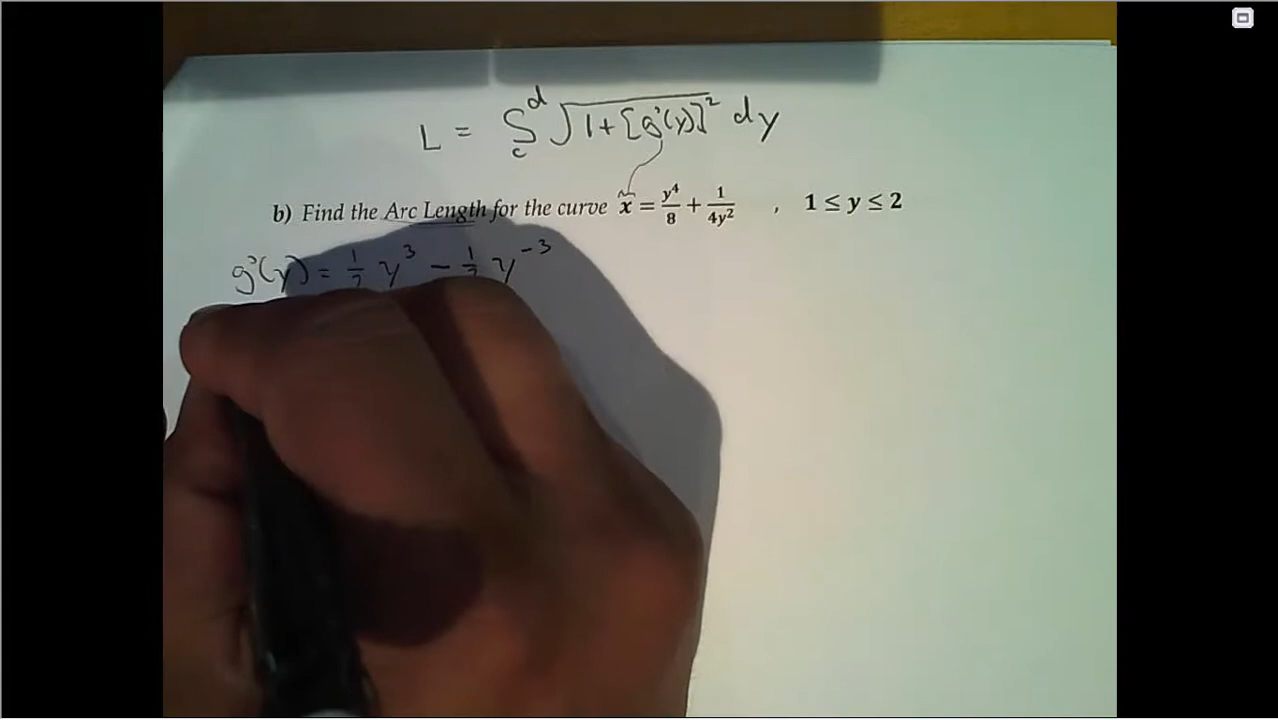 L = ∫_c^d √(1 + [g'(y)]²) dy
b) Find the Arc Length for the curve x = y⁴/8 + 1/(4y²) , 1 ≤ y ≤ 2
g'(y) = ½ y³ − ½ y⁻³